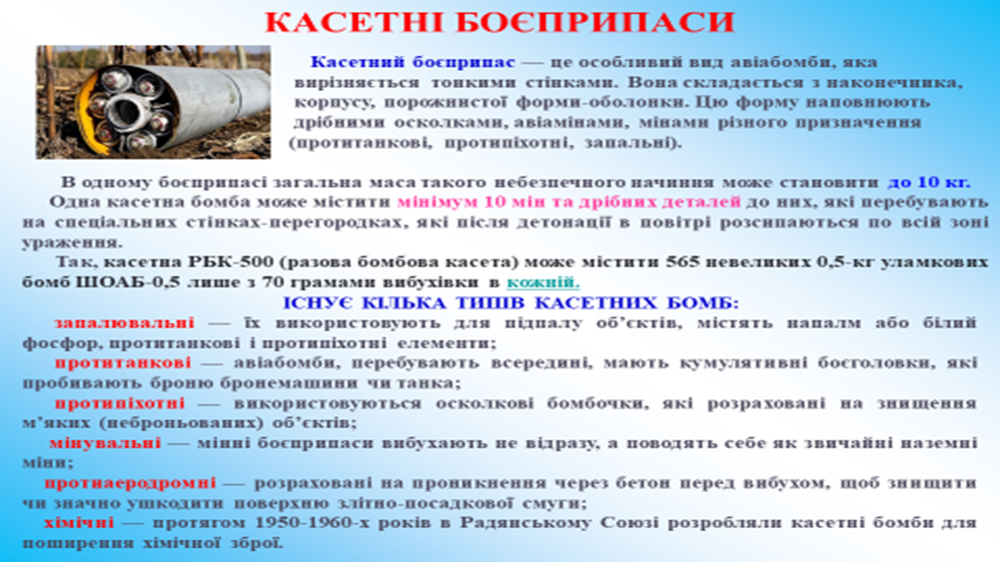 КАСЕТНІ БОЄПРИПАСИ
Касетний боєприпас — це особливий вид авіабомби, яка
вирізняється тонкими стінками. Вона складається з наконечника,
корпусу, порожнистої форми-оболонки. Цю форму наповнюють
дрібними осколками, авіамінами, мінами різного призначення
(протитанкові, протипіхотні, запальні).
В одному боєприпасі загальна маса такого небезпечного начиння може становити до 10 кг.
Одна касетна бомба може містити мінімум 10 мін та дрібних деталей до них, які перебувають
на спеціальних стінках-перегородках, які після детонації в повітрі розсипаються по всій зоні
ураження.
Так, касетна РБК-500 (разова бомбова касета) може містити 565 невеликих 0,5-кг уламкових
бомб ШОАБ-0,5 лише з 70 грамами вибухівки в кожній.
ІСНУЄ КІЛЬКА ТИПІВ КАСЕТНИХ БОМБ:
запалювальні — їх використовують для підпалу об’єктів, містять напалм або білий
фосфор, протитанкові і протипіхотні елементи;
протитанкові — авіабомби, перебувають всередині, мають кумулятивні боєголовки, які
пробивають броню бронемашини чи танка;
протипіхотні — використовуються осколкові бомбочки, які розраховані на знищення
м’яких (неброньованих) об’єктів;
мінувальні — мінні боєприпаси вибухають не відразу, а поводять себе як звичайні наземні
міни;
протиаеродромні — розраховані на проникнення через бетон перед вибухом, щоб знищити
чи значно ушкодити поверхню злітно-посадкової смуги;
хімічні — протягом 1950-1960-х років в Радянському Союзі розробляли касетні бомби для
поширення хімічної зброї.